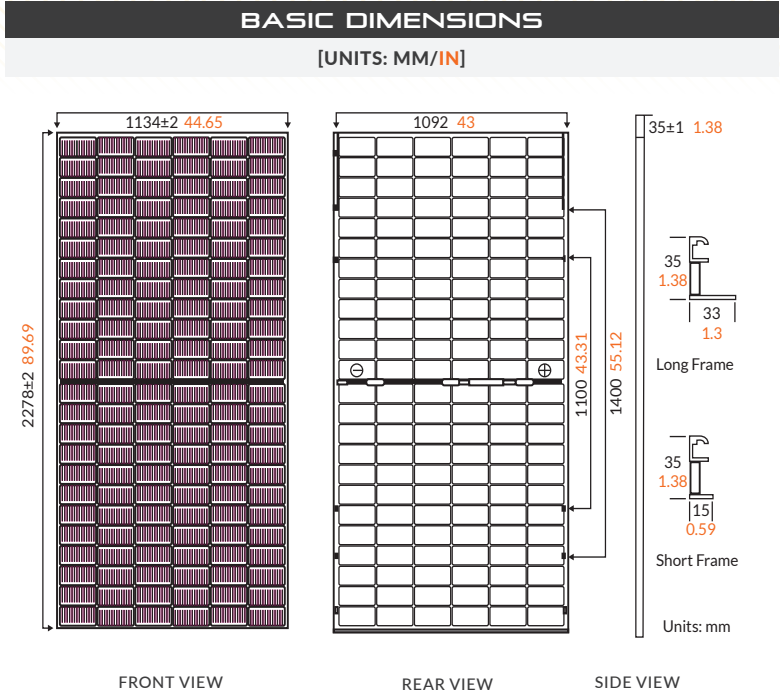 BASIC DIMENSIONS
[UNITS: MM/IN]
1134±2 44.65
1092 43
35±1 1.38
2278±2 89.69
1100 43.31
1400 55.12
35
1.38
33
1.3
Long Frame
35
1.38
15
0.59
Short Frame
Units: mm
FRONT VIEW
REAR VIEW
SIDE VIEW